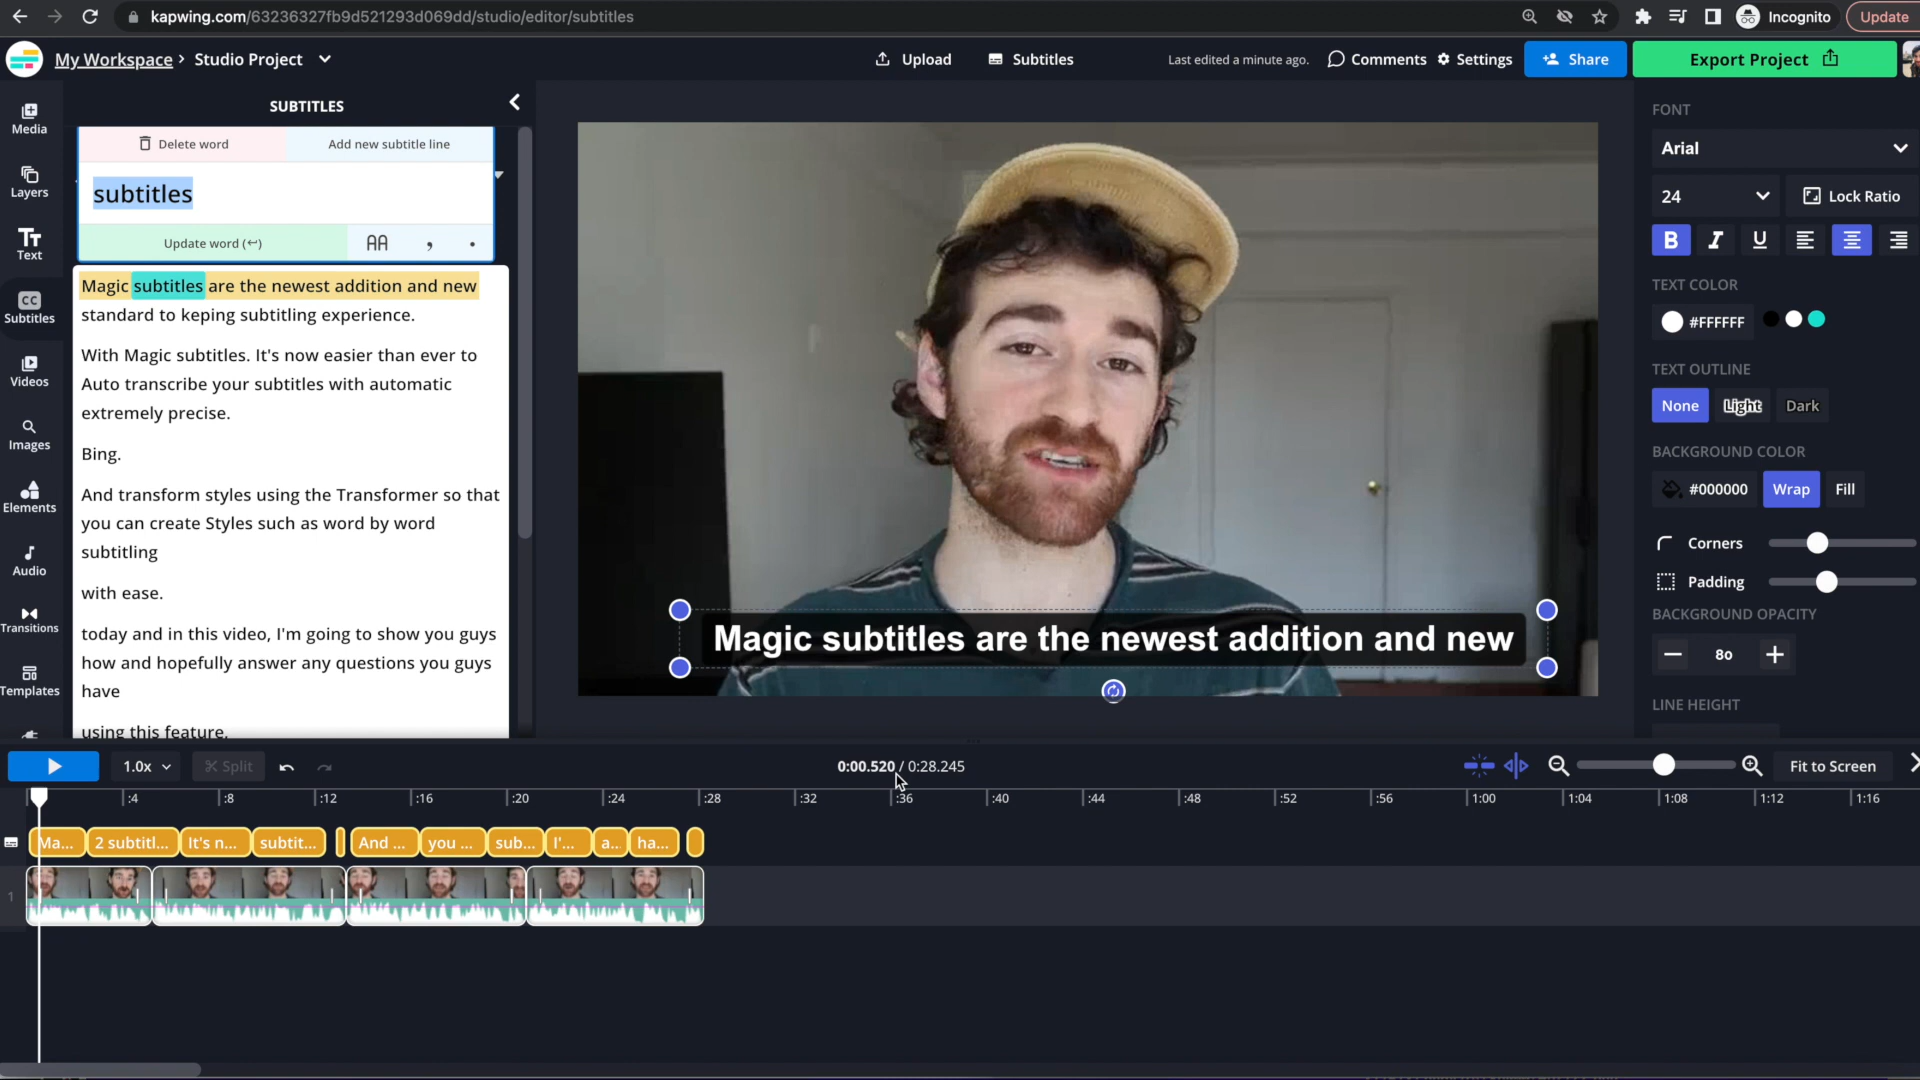 kapwing.com/63236327fb9d521293d069dd/studio/editor/subtitles
Incognito
Update
My Workspace > Studio Project
Upload
Subtitles
Last edited a minute ago.
Comments
Settings
Share
Export Project
Media
Layers
Text
CC
Subtitles
Videos
Images
Elements
Audio
Transitions
Templates
SUBTITLES
Delete word
Add new subtitle line
subtitles
Update word (↩)
AA , .
Magic subtitles are the newest addition and new
standard to keping subtitling experience.
With Magic subtitles. It's now easier than ever to
Auto transcribe your subtitles with automatic
extremely precise.
Bing.
And transform styles using the Transformer so that
you can create Styles such as word by word
subtitling
with ease.
today and in this video, I'm going to show you guys
how and hopefully answer any questions you guys
have
using this feature.
Magic subtitles are the newest addition and new
FONT
Arial
24
Lock Ratio
B I U
TEXT COLOR
#FFFFFF
TEXT OUTLINE
None Light Dark
BACKGROUND COLOR
#000000 Wrap Fill
Corners
Padding
BACKGROUND OPACITY
80
LINE HEIGHT
1.0x
Split
0:00.520 / 0:28.245
Fit to Screen
:4 :8 :12 :16 :20 :24 :28 :32 :36 :40 :44 :48 :52 :56 1:00 1:04 1:08 1:12 1:16
Ma... 2 subtitl... It's n... subtit... And ... you ... sub... I'... a... ha...
1